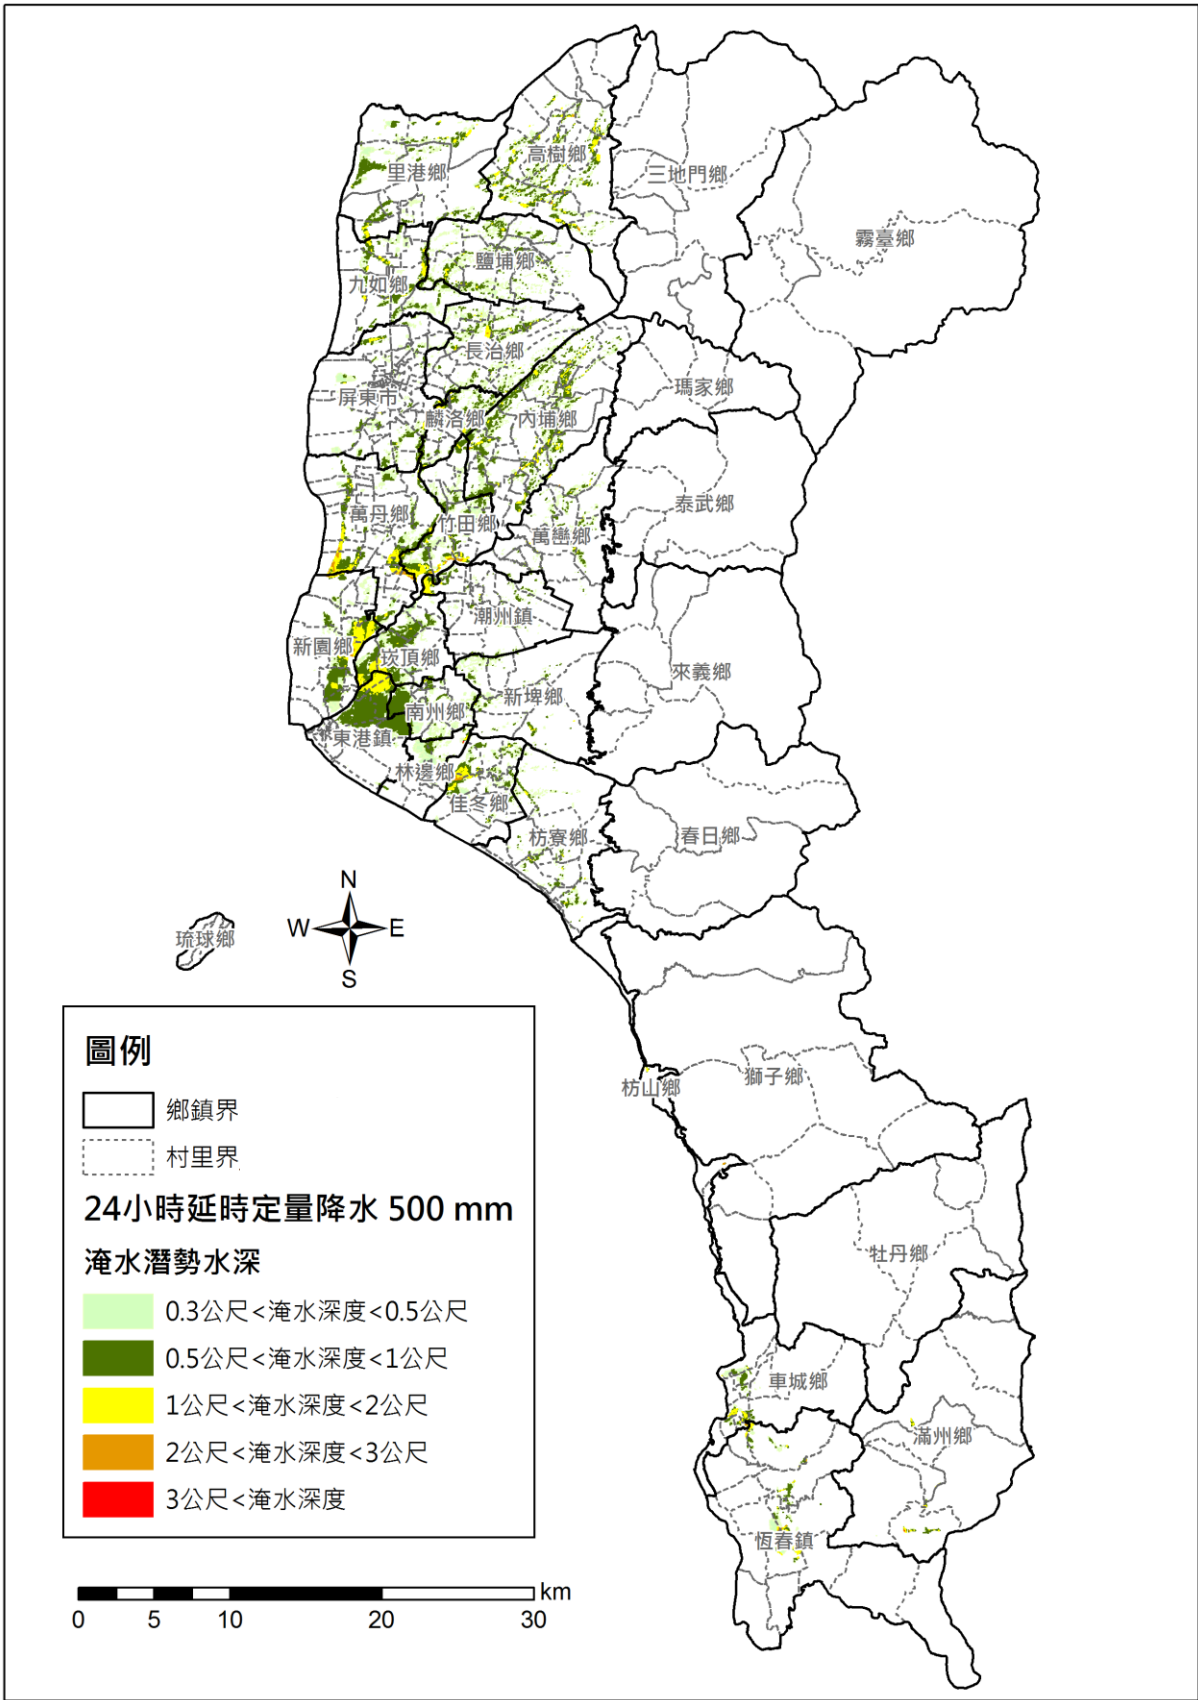 高樹鄉
里港鄉
三地門鄉
霧臺鄉
鹽埔鄉
九如鄉
長治鄉
瑪家鄉
屏東市
麟洛鄉
內埔鄉
泰武鄉
萬丹鄉
竹田鄉
萬巒鄉
潮州鎮
新園鄉
崁頂鄉
來義鄉
新埤鄉
南州鄉
東港鎮
林邊鄉
佳冬鄉
枋寮鄉
春日鄉
N
W
E
S
琉球鄉
獅子鄉
枋山鄉
牡丹鄉
車城鄉
滿州鄉
恆春鎮
圖例
鄉鎮界
村里界
24小時延時定量降水 500 mm
淹水潛勢水深
0.3公尺<淹水深度<0.5公尺
0.5公尺<淹水深度<1公尺
1公尺<淹水深度<2公尺
2公尺<淹水深度<3公尺
3公尺<淹水深度
km
0 5 10 20 30